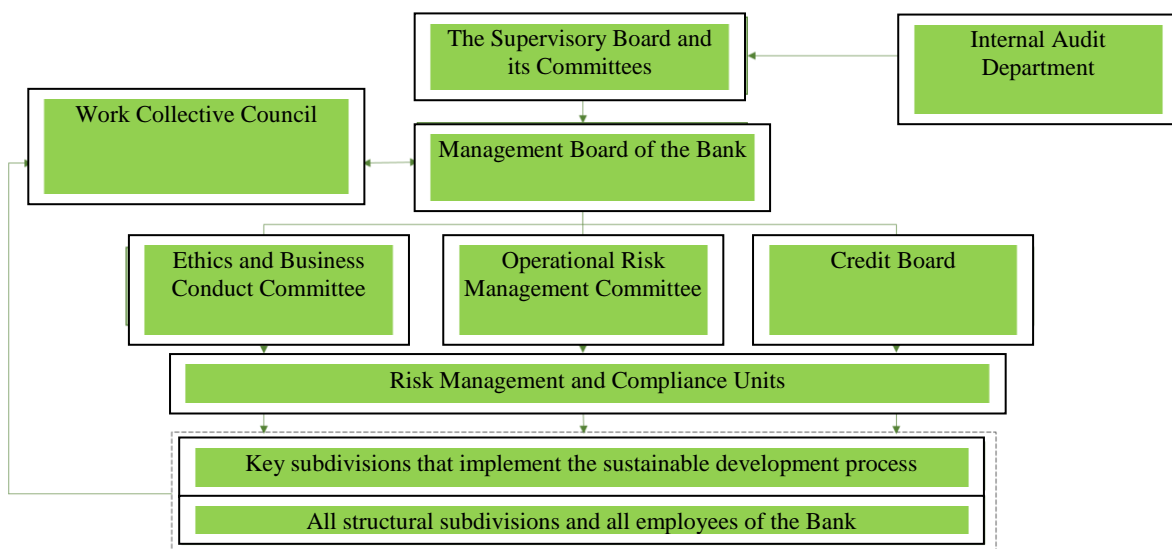 The Supervisory Board and
its Committees
Internal Audit
Department
Work Collective Council
Management Board of the Bank
Ethics and Business
Conduct Committee
Operational Risk
Management Committee
Credit Board
Risk Management and Compliance Units
Key subdivisions that implement the sustainable development process
All structural subdivisions and all employees of the Bank